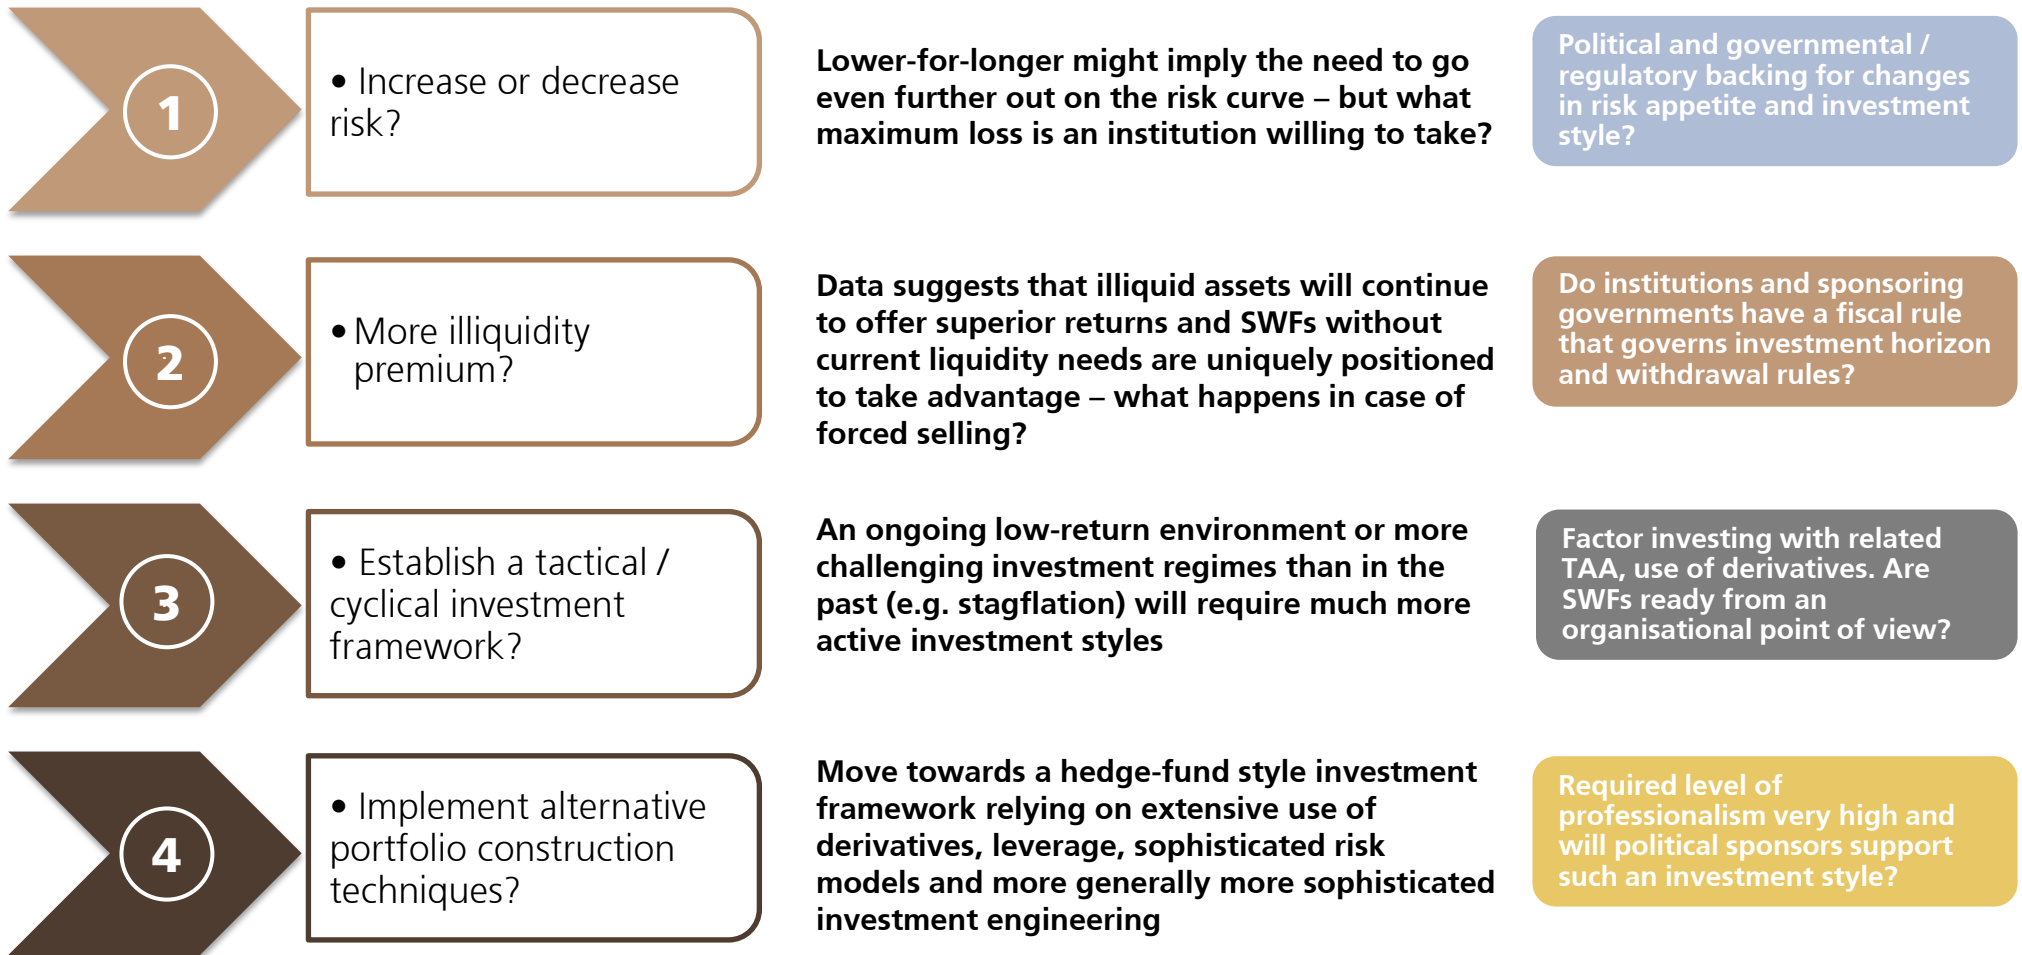 1
• Increase or decrease
risk?
Lower-for-longer might imply the need to go
even further out on the risk curve – but what
maximum loss is an institution willing to take?
Political and governmental /
regulatory backing for changes
in risk appetite and investment
style?
2
• More illiquidity
premium?
Data suggests that illiquid assets will continue
to offer superior returns and SWFs without
current liquidity needs are uniquely positioned
to take advantage – what happens in case of
forced selling?
Do institutions and sponsoring
governments have a fiscal rule
that governs investment horizon
and withdrawal rules?
3
• Establish a tactical /
cyclical investment
framework?
An ongoing low-return environment or more
challenging investment regimes than in the
past (e.g. stagflation) will require much more
active investment styles
Factor investing with related
TAA, use of derivatives. Are
SWFs ready from an
organisational point of view?
4
• Implement alternative
portfolio construction
techniques?
Move towards a hedge-fund style investment
framework relying on extensive use of
derivatives, leverage, sophisticated risk
models and more generally more sophisticated
investment engineering
Required level of
professionalism very high and
will political sponsors support
such an investment style?